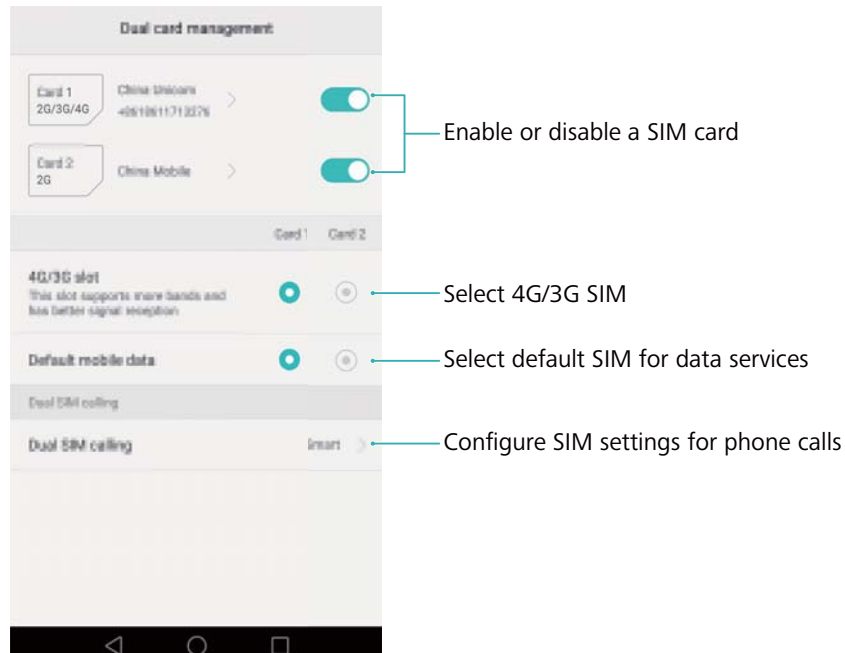 Dual card management
Card 1
2G/3G/4G
China Unicom
Enable or disable a SIM card
Card 2
2G
China Mobile
Card 1 Card 2
4G/3G slot
This slot supports more bands and
has better signal reception
Select 4G/3G SIM
Default mobile data
Select default SIM for data services
Dual SIM calling
Dual SIM calling
Smart
Configure SIM settings for phone calls